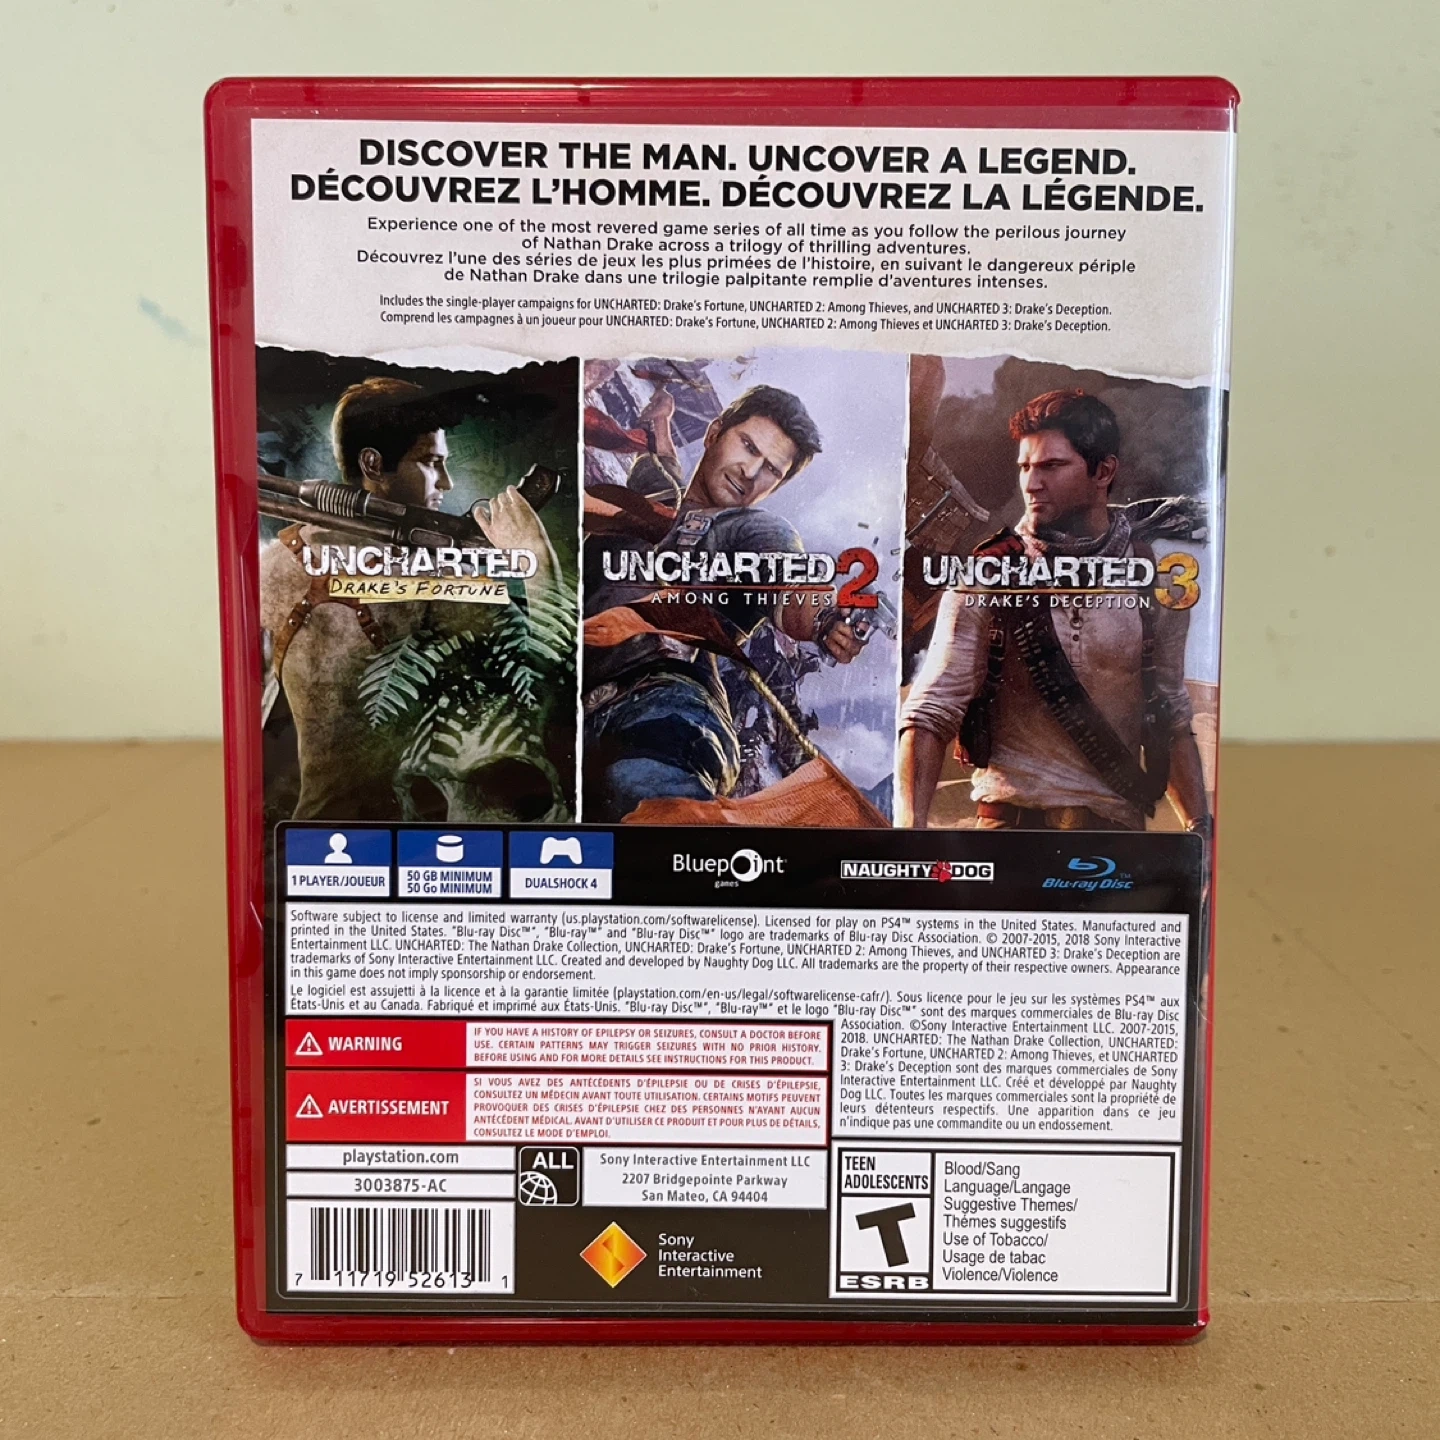 DISCOVER THE MAN. UNCOVER A LEGEND.
DÉCOUVREZ L'HOMME. DÉCOUVREZ LA LÉGENDE.
Experience one of the most revered game series of all time as you follow the perilous journey
of Nathan Drake across a trilogy of thrilling adventures.
Découvrez l'une des séries de jeux les plus primées de l'histoire, en suivant le dangereux périple
de Nathan Drake dans une trilogie palpitante remplie d'aventures intenses.
Includes the single-player campaigns for UNCHARTED: Drake's Fortune, UNCHARTED 2: Among Thieves, and UNCHARTED 3: Drake's Deception.
Comprend les campagnes à un joueur pour UNCHARTED: Drake's Fortune, UNCHARTED 2: Among Thieves et UNCHARTED 3: Drake's Deception.
UNCHARTED
DRAKE'S FORTUNE
UNCHARTED 2
AMONG THIEVES
UNCHARTED 3
DRAKE'S DECEPTION
1 PLAYER/JOUEUR
50 GB MINIMUM
50 Go MINIMUM
DUALSHOCK 4
Bluepoint
games
NAUGHTY DOG
Blu-ray Disc™
Software subject to license and limited warranty (us.playstation.com/softwarelicense). Licensed for play on PS4™ systems in the United States. Manufactured and
printed in the United States. "Blu-ray Disc™", "Blu-ray™" and "Blu-ray Disc™" logo are trademarks of Blu-ray Disc Association. © 2007-2015, 2018 Sony Interactive
Entertainment LLC. UNCHARTED: The Nathan Drake Collection, UNCHARTED: Drake's Fortune, UNCHARTED 2: Among Thieves, and UNCHARTED 3: Drake's Deception are
trademarks of Sony Interactive Entertainment LLC. Created and developed by Naughty Dog LLC. All trademarks are the property of their respective owners. Appearance
in this game does not imply sponsorship or endorsement.
Le logiciel est assujetti à la licence et à la garantie limitée (playstation.com/en-us/legal/softwarelicense-cafr/). Sous licence pour le jeu sur les systèmes PS4™ aux
États-Unis et au Canada. Fabriqué et imprimé aux États-Unis. "Blu-ray Disc™", "Blu-ray™" et le logo "Blu-ray Disc™" sont des marques commerciales de Blu-ray Disc
Association. ©Sony Interactive Entertainment LLC. 2007-2015,
2018. UNCHARTED: The Nathan Drake Collection, UNCHARTED:
Drake's Fortune, UNCHARTED 2: Among Thieves, et UNCHARTED
3: Drake's Deception sont des marques commerciales de Sony
Interactive Entertainment LLC. Créé et développé par Naughty
Dog LLC. Toutes les marques commerciales sont la propriété de
leurs détenteurs respectifs. Une apparition dans ce jeu
n'indique pas une commandite ou un endossement.
WARNING
IF YOU HAVE A HISTORY OF EPILEPSY OR SEIZURES, CONSULT A DOCTOR BEFORE
USE. CERTAIN PATTERNS MAY TRIGGER SEIZURES WITH NO PRIOR HISTORY.
BEFORE USING AND FOR MORE DETAILS SEE INSTRUCTIONS FOR THIS PRODUCT.
AVERTISSEMENT
SI VOUS AVEZ DES ANTÉCÉDENTS D'ÉPILEPSIE OU DE CRISES D'ÉPILEPSIE,
CONSULTEZ UN MÉDECIN AVANT TOUTE UTILISATION. CERTAINS MOTIFS PEUVENT
PROVOQUER DES CRISES D'ÉPILEPSIE CHEZ DES PERSONNES N'AYANT AUCUN
ANTÉCÉDENT MÉDICAL. AVANT D'UTILISER CE PRODUIT ET POUR PLUS DE DÉTAILS,
CONSULTEZ LE MODE D'EMPLOI.
playstation.com
3003875-AC
ALL
Sony Interactive Entertainment LLC
2207 Bridgepointe Parkway
San Mateo, CA 94404
7 11719 52613 1
Sony
Interactive
Entertainment
TEEN
ADOLESCENTS
T
ESRB
Blood/Sang
Language/Langage
Suggestive Themes/
Thèmes suggestifs
Use of Tobacco/
Usage de tabac
Violence/Violence